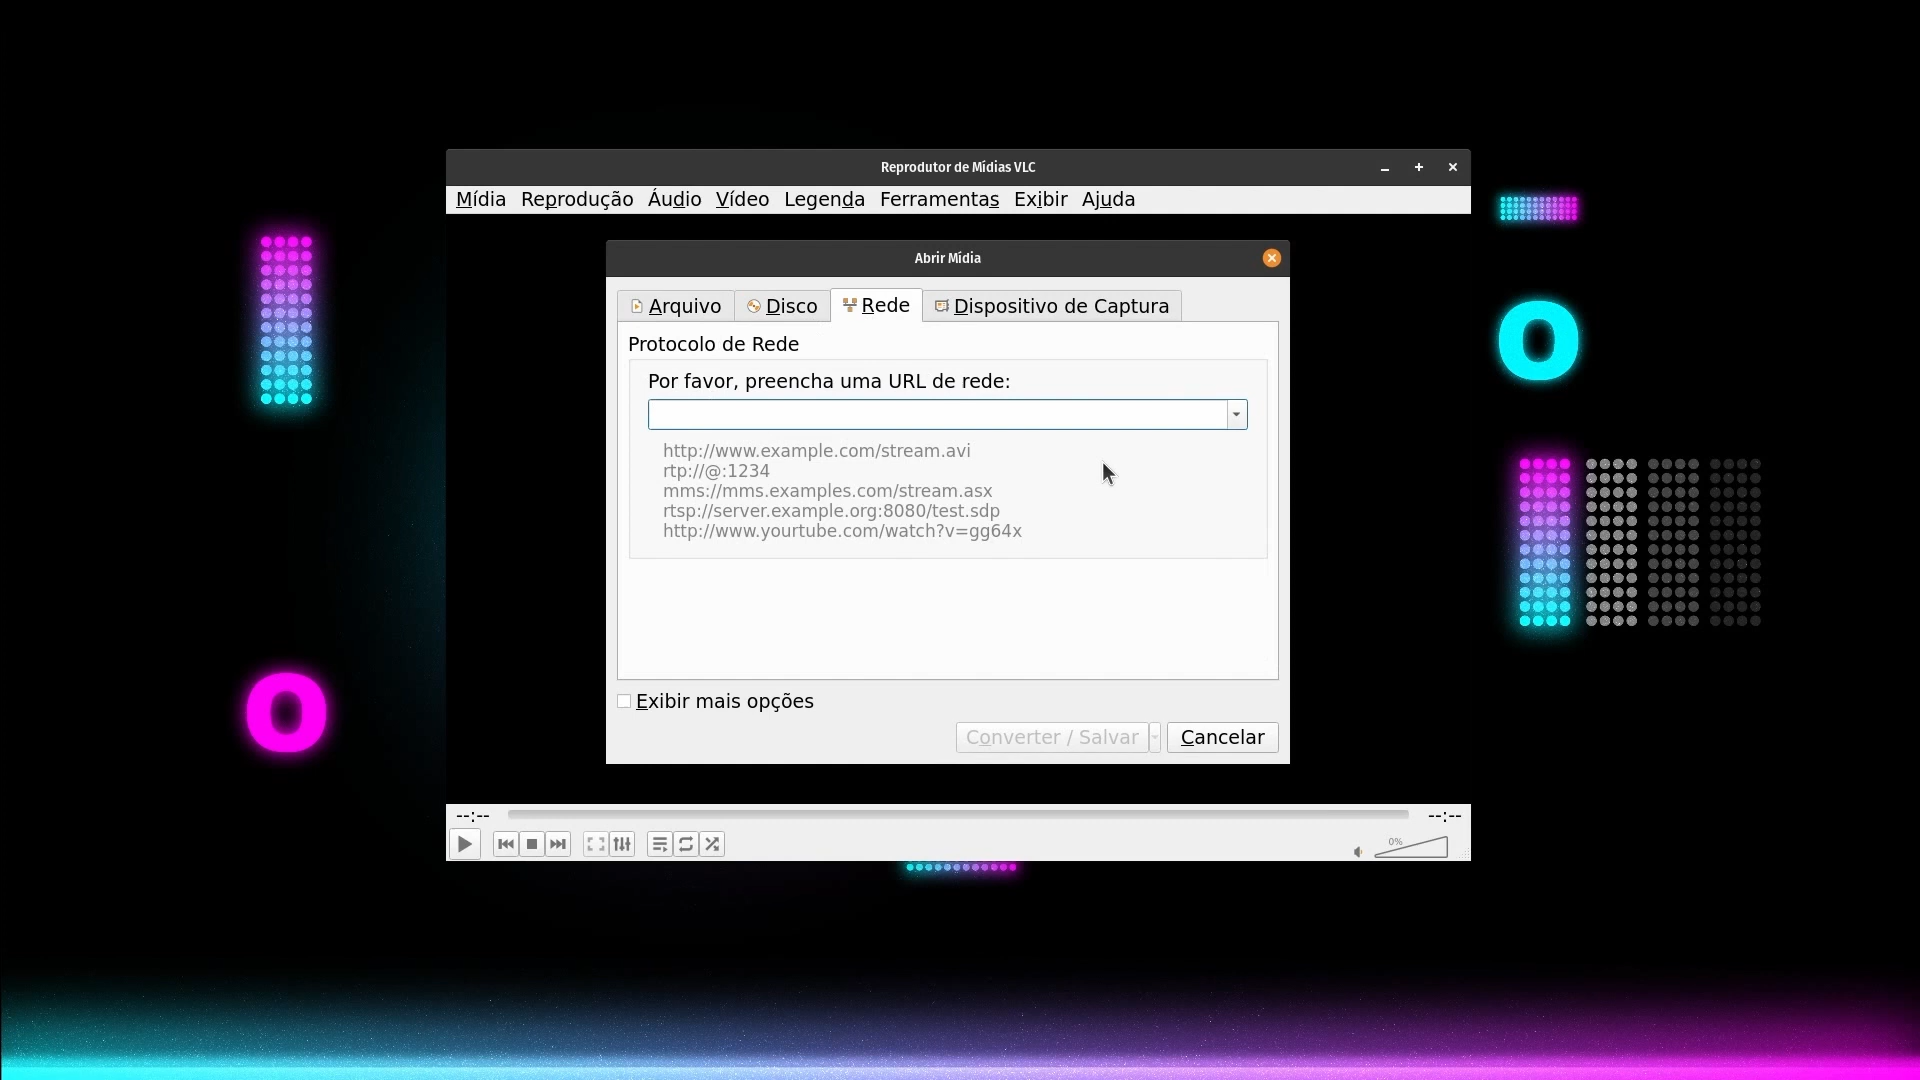 Reprodutor de Mídias VLC
Mídia Reprodução Áudio Vídeo Legenda Ferramentas Exibir Ajuda
Abrir Mídia
Arquivo Disco Rede Dispositivo de Captura
Protocolo de Rede
Por favor, preencha uma URL de rede:
http://www.example.com/stream.avi
rtp://@:1234
mms://mms.examples.com/stream.asx
rtsp://server.example.org:8080/test.sdp
http://www.yourtube.com/watch?v=gg64x
Exibir mais opções
Converter / Salvar Cancelar
--:-- --:--
0%